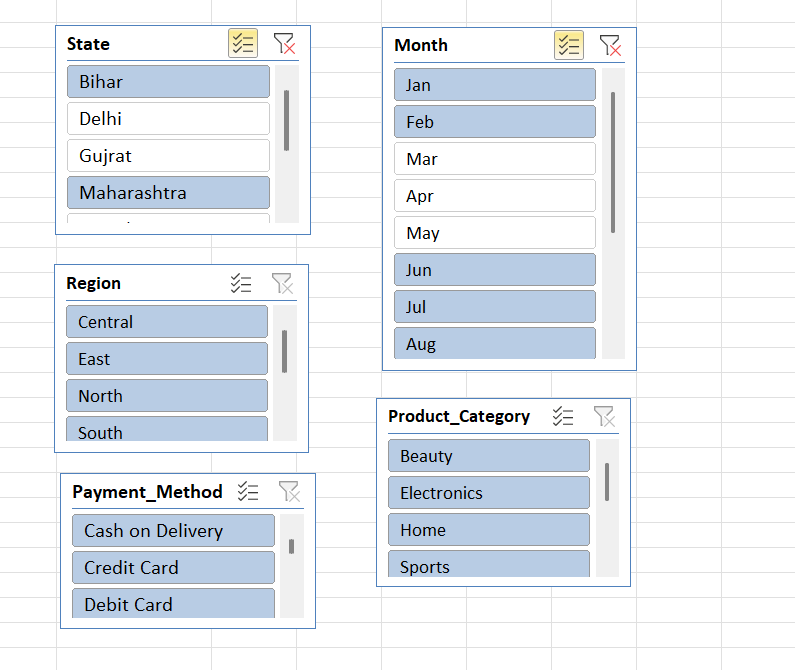 State
Bihar
Delhi
Gujrat
Maharashtra
Region
Central
East
North
South
Payment_Method
Cash on Delivery
Credit Card
Debit Card
Month
Jan
Feb
Mar
Apr
May
Jun
Jul
Aug
Product_Category
Beauty
Electronics
Home
Sports